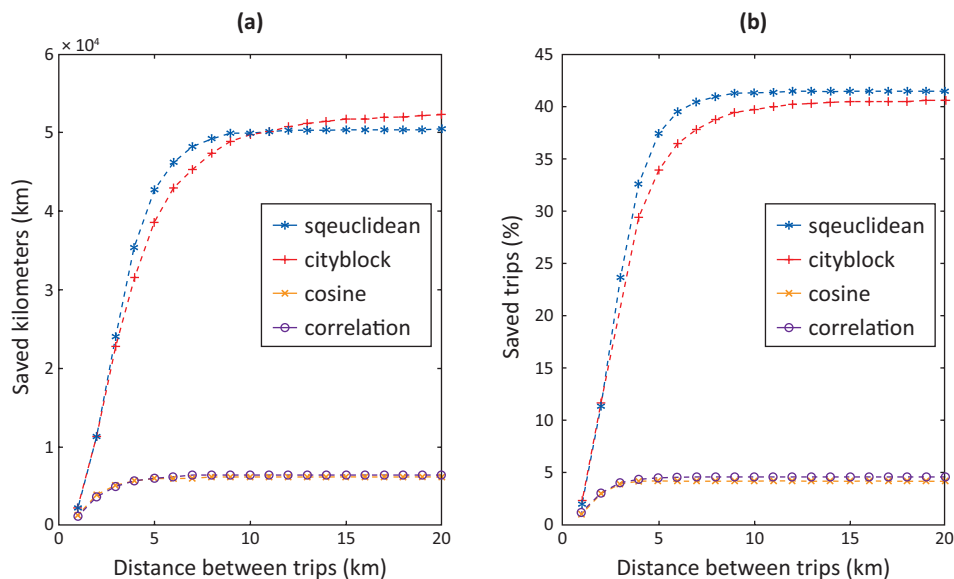 (a)
× 10⁴
6
5
4
3
2
1
0
0 5 10 15 20
Saved kilometers (km)
Distance between trips (km)
sqeuclidean
cityblock
cosine
correlation
(b)
45
40
35
30
25
20
15
10
5
0
0 5 10 15 20
Saved trips (%)
Distance between trips (km)
sqeuclidean
cityblock
cosine
correlation